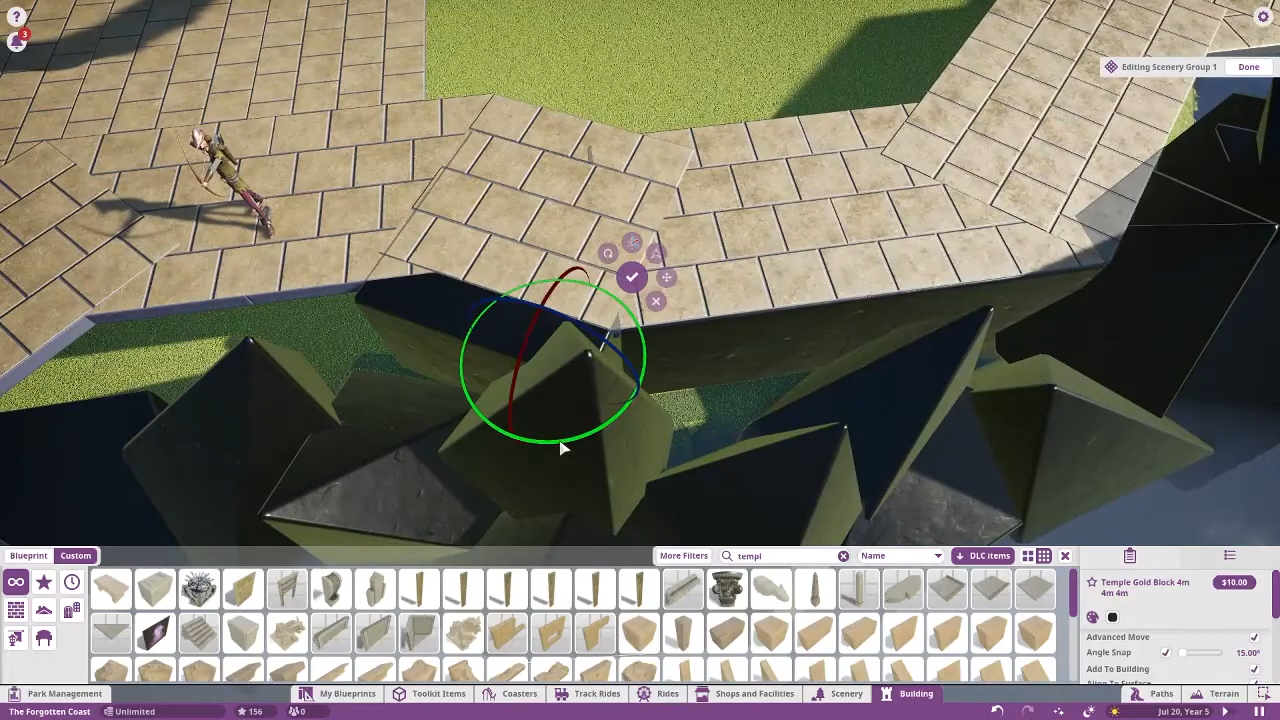 ?
3
Editing Scenery Group 1 Done
Blueprint Custom More Filters templ Name DLC items
Temple Gold Block 4m 4m 4m $10.00
Advanced Move
Angle Snap 15.00°
Add To Building
Park Management My Blueprints Toolkit Items Coasters Track Rides Rides Shops and Facilities Scenery Building Paths Terrain
The Forgotten Coast Unlimited 156 0 Jul 20, Year 5